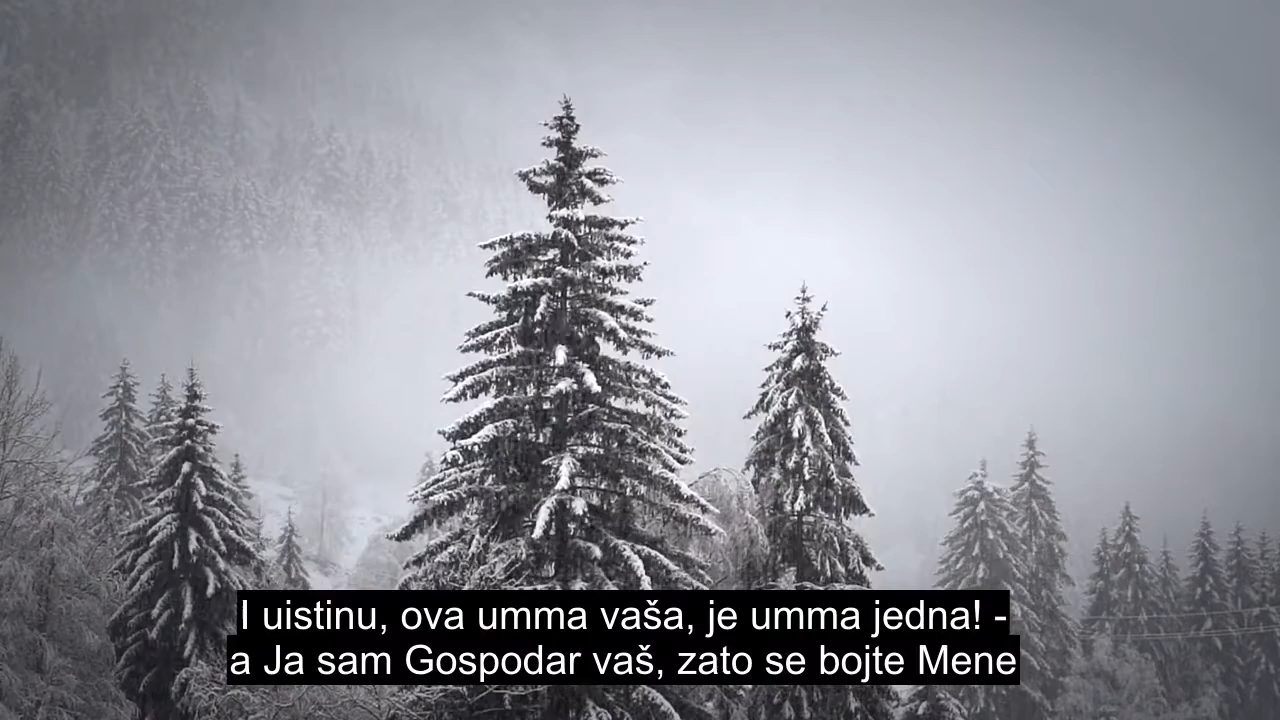 I uistinu, ova umma vaša, je umma jedna! -
a Ja sam Gospodar vaš, zato se bojte Mene